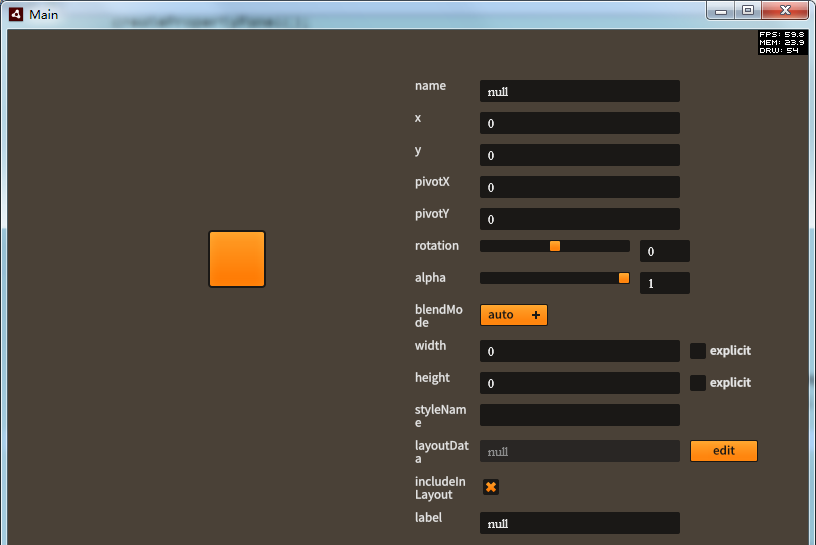 Main
createPropertyPanel();
FPS: 59.8
MEM: 23.9
DRW: 54
name
null
x
0
y
0
pivotX
0
pivotY
0
rotation
0
alpha
1
blendMo
de
auto +
width
0
explicit
height
0
explicit
styleNam
e
layoutDat
a
null
edit
includeIn
Layout
label
null